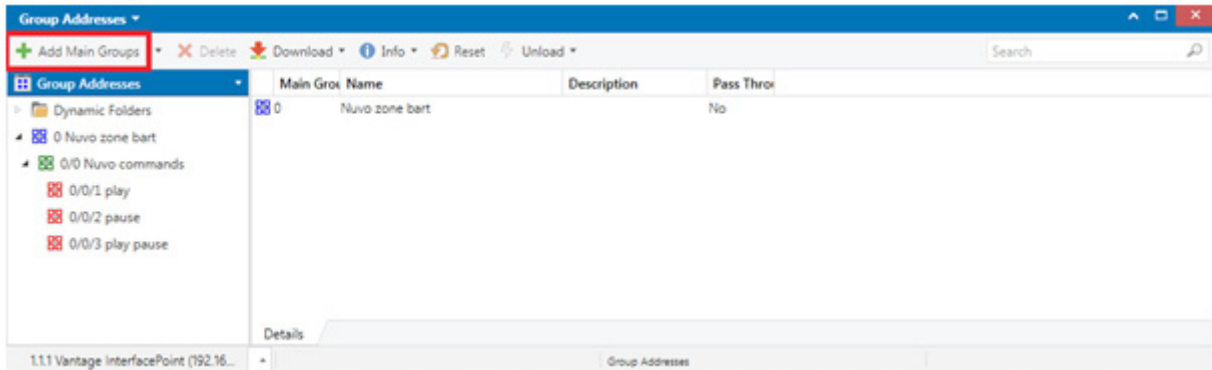 Group Addresses
Add Main Groups Delete Download Info Reset Unload Search
Group Addresses
Main Grou Name Description Pass Throu
Dynamic Folders
0 Nuvo zone bart No
0 Nuvo zone bart
0/0 Nuvo commands
0/0/1 play
0/0/2 pause
0/0/3 play pause
Details
1.1.1 Vantage InterfacePoint (192.16... Group Addresses